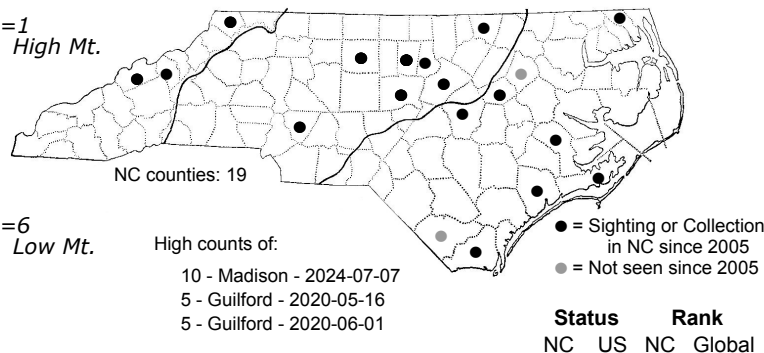 =1
High Mt.
NC counties: 19
=6
Low Mt.
High counts of:
10 - Madison - 2024-07-07
5 - Guilford - 2020-05-16
5 - Guilford - 2020-06-01
= Sighting or Collection
in NC since 2005
= Not seen since 2005
Status Rank
NC US NC Global